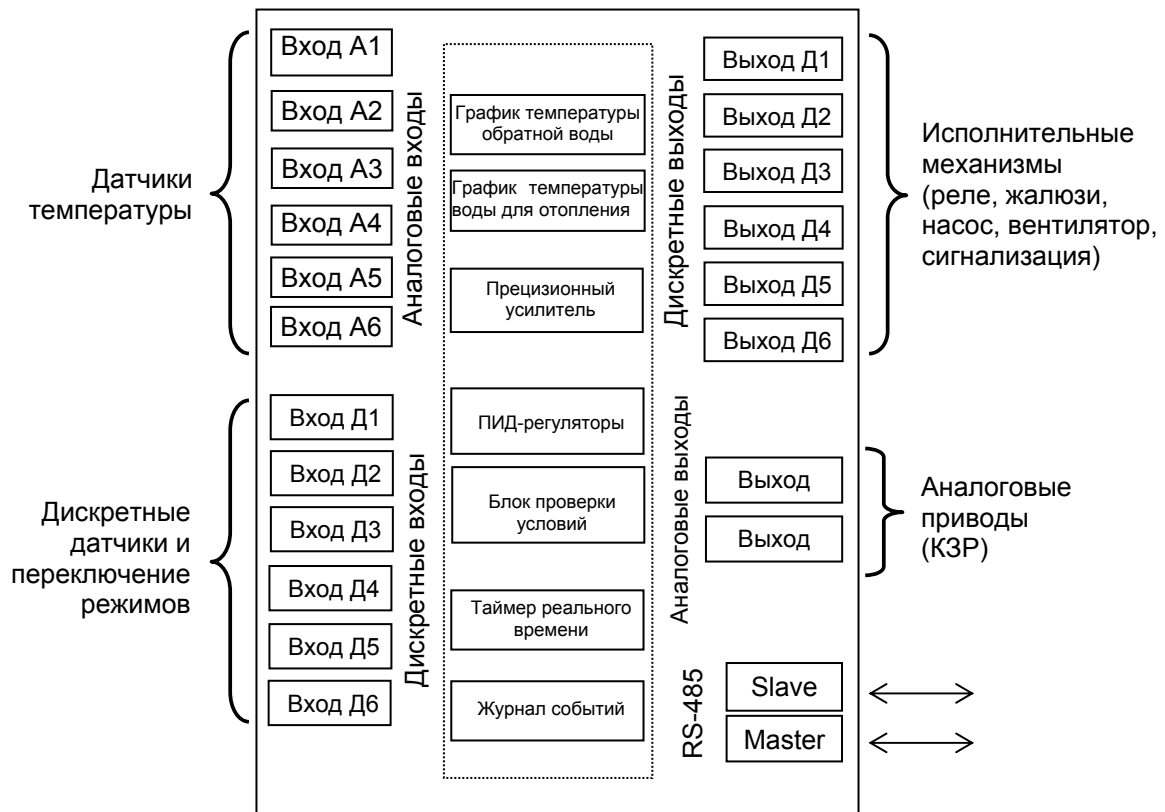 Датчики
температуры
Вход А1
Вход А2
Вход А3
Вход А4
Вход А5
Вход А6
Аналоговые входы
Дискретные
датчики и
переключение
режимов
Вход Д1
Вход Д2
Вход Д3
Вход Д4
Вход Д5
Вход Д6
Дискретные входы
График температуры
обратной воды
График температуры
воды для отопления
Прецизионный
усилитель
ПИД-регуляторы
Блок проверки
условий
Таймер реального
времени
Журнал событий
Дискретные выходы
Выход Д1
Выход Д2
Выход Д3
Выход Д4
Выход Д5
Выход Д6
Исполнительные
механизмы
(реле, жалюзи,
насос, вентилятор,
сигнализация)
Аналоговые выходы
Выход
Выход
Аналоговые
приводы
(КЗР)
RS-485
Slave
Master